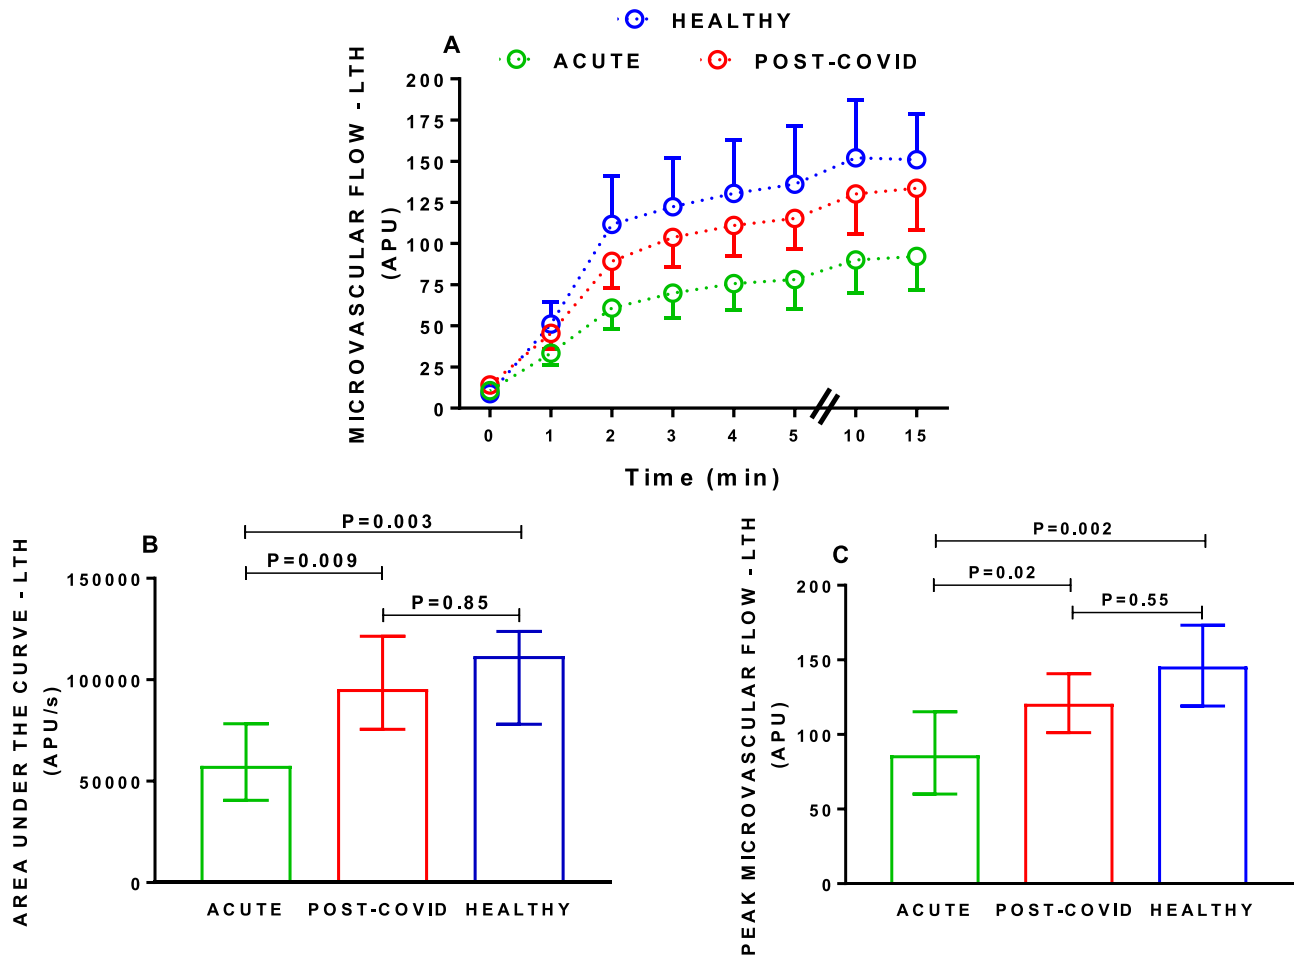 HEALTHY
A
ACUTE
POST-COVID
MICROVASCULAR FLOW - LTH
(APU)
200
175
150
125
100
75
50
25
0
0 1 2 3 4 5 10 15
Time (min)
B
AREA UNDER THE CURVE - LTH
(APU/s)
P=0.003
P=0.009
P=0.85
150000
100000
50000
0
ACUTE POST-COVID HEALTHY
C
PEAK MICROVASCULAR FLOW - LTH
(APU)
P=0.002
P=0.02
P=0.55
200
150
100
50
0
ACUTE POST-COVID HEALTHY